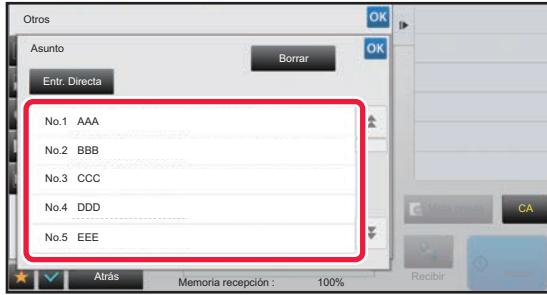 Otros
OK
Asunto
Borrar
OK
Entr. Directa
No.1 AAA
No.2 BBB
No.3 CCC
No.4 DDD
No.5 EEE
CA
Atrás
Memoria recepción : 100%
Recibir